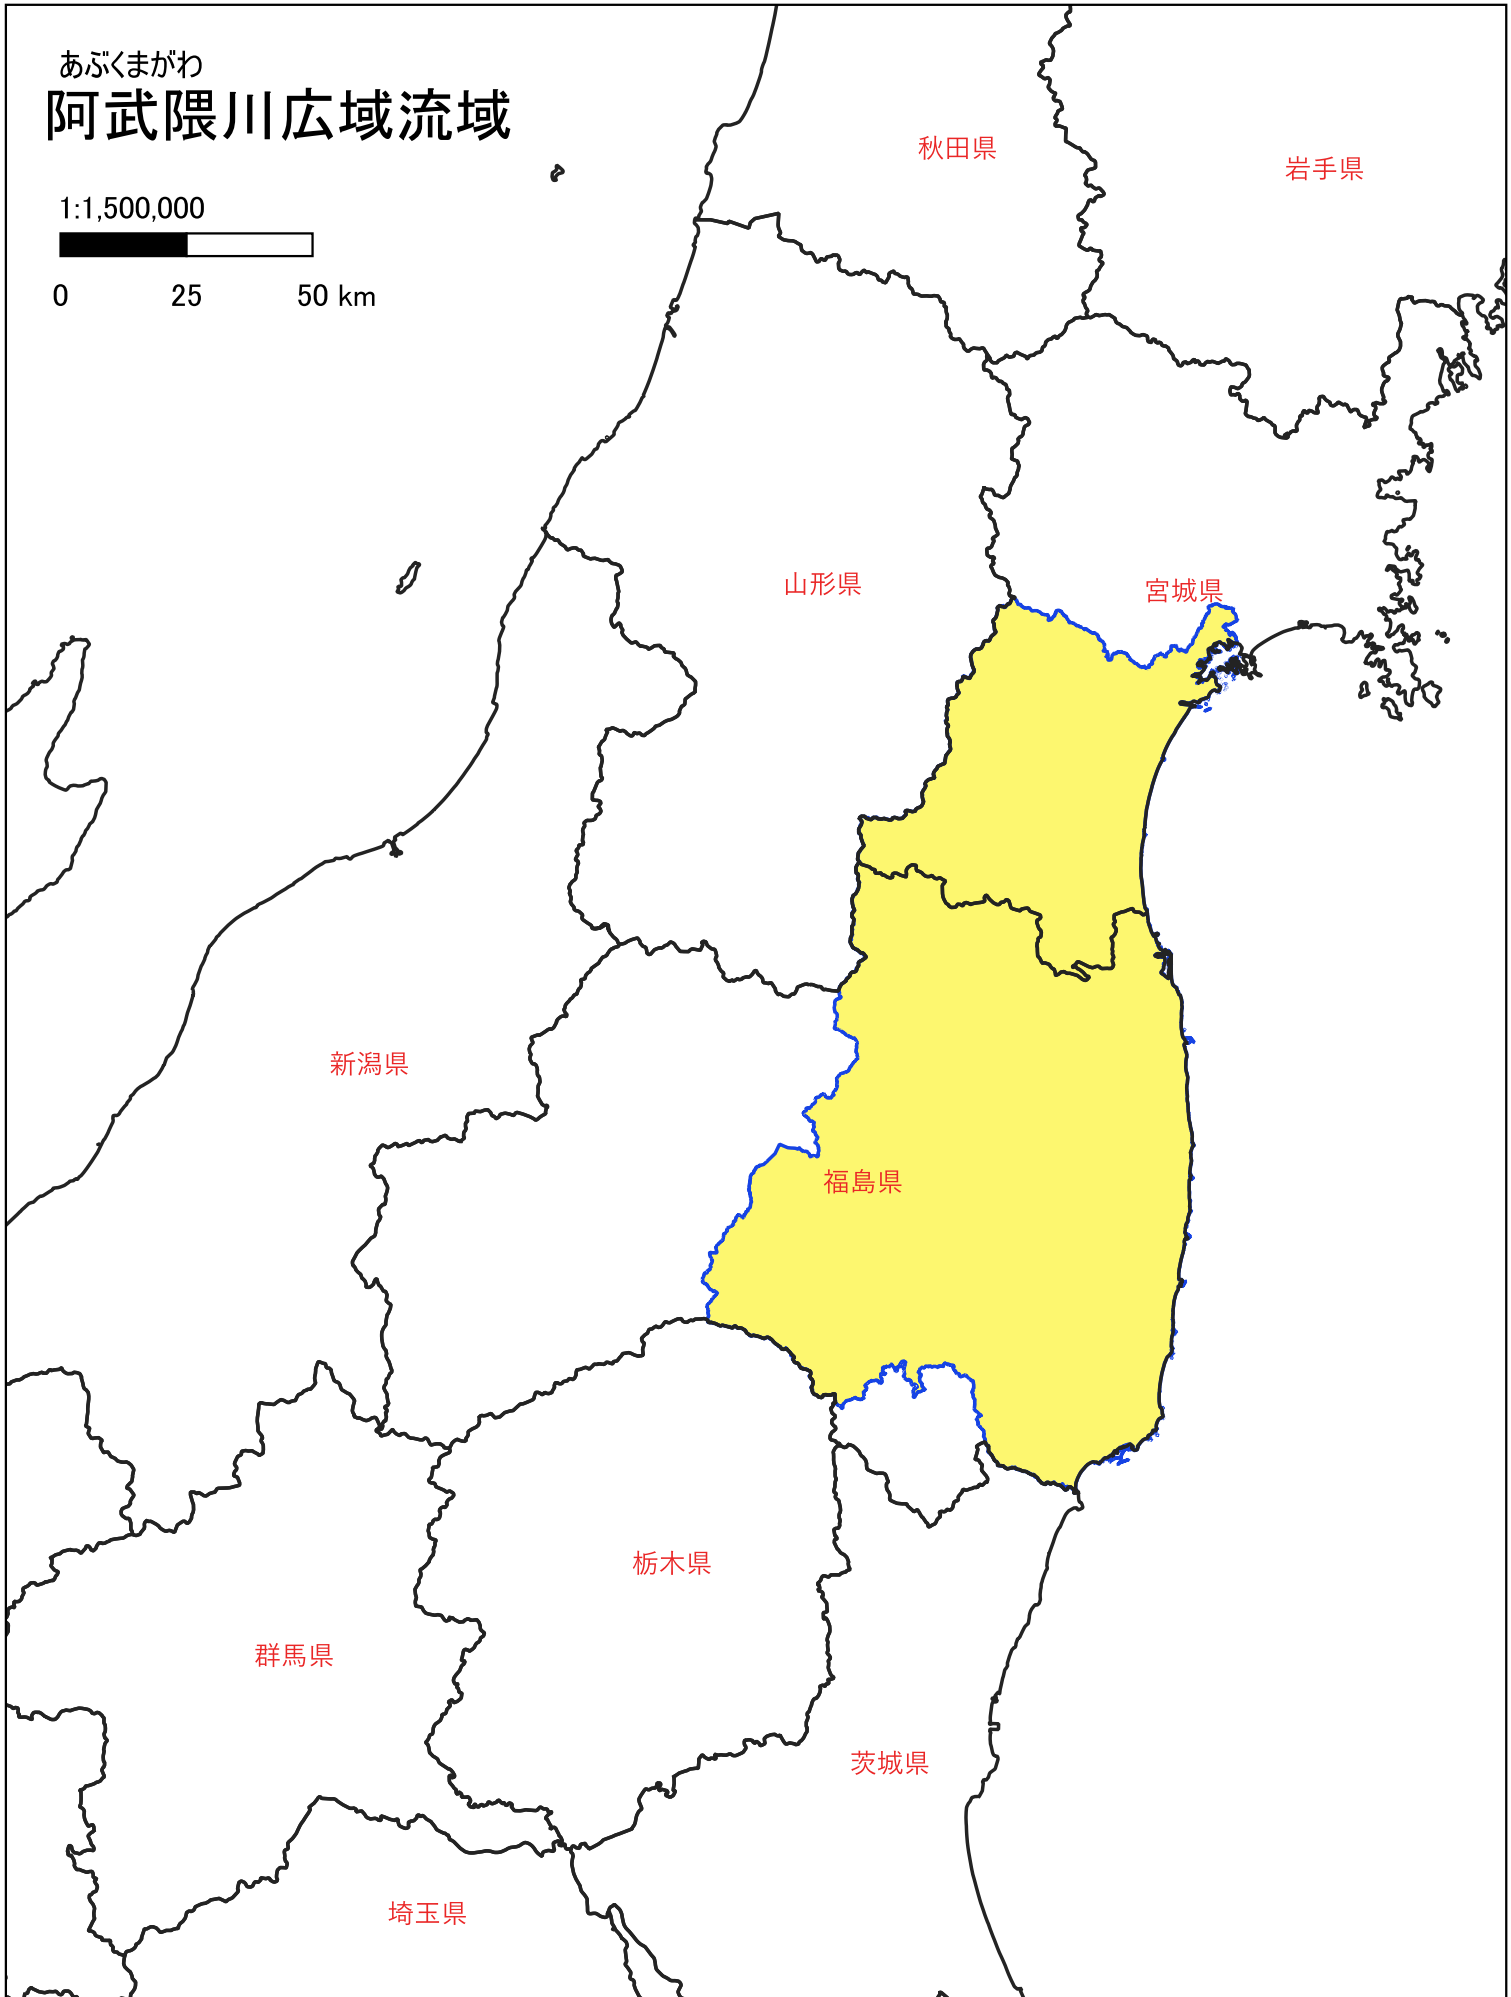 あぶくまがわ
阿武隈川広域流域
1:1,500,000
0 25 50 km
秋田県
岩手県
山形県
宮城県
新潟県
福島県
栃木県
群馬県
茨城県
埼玉県